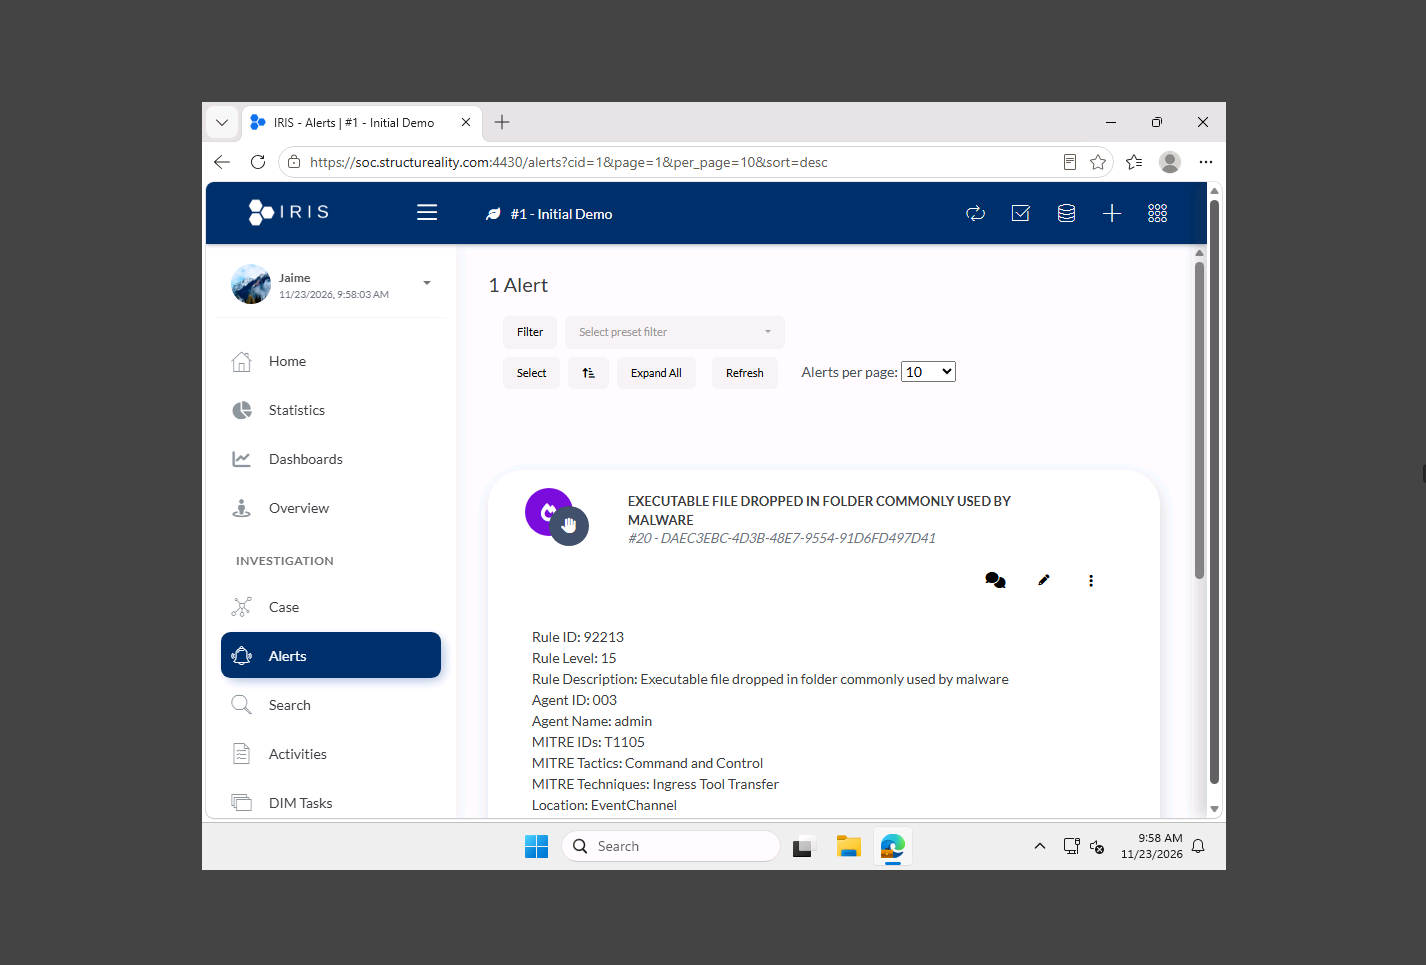 IRIS - Alerts | #1 - Initial Demo
https://soc.structureality.com:4430/alerts?cid=1&page=1&per_page=10&sort=desc
IRIS
#1 - Initial Demo
Jaime
11/23/2026, 9:58:03 AM
Home
Statistics
Dashboards
Overview
INVESTIGATION
Case
Alerts
Search
Activities
DIM Tasks
1 Alert
Filter
Select preset filter
Select
Expand All
Refresh
Alerts per page: 10
EXECUTABLE FILE DROPPED IN FOLDER COMMONLY USED BY
MALWARE
#20 - DAEC3EBC-4D3B-48E7-9554-91D6FD497D41
Rule ID: 92213
Rule Level: 15
Rule Description: Executable file dropped in folder commonly used by malware
Agent ID: 003
Agent Name: admin
MITRE IDs: T1105
MITRE Tactics: Command and Control
MITRE Techniques: Ingress Tool Transfer
Location: EventChannel
Search
9:58 AM
11/23/2026